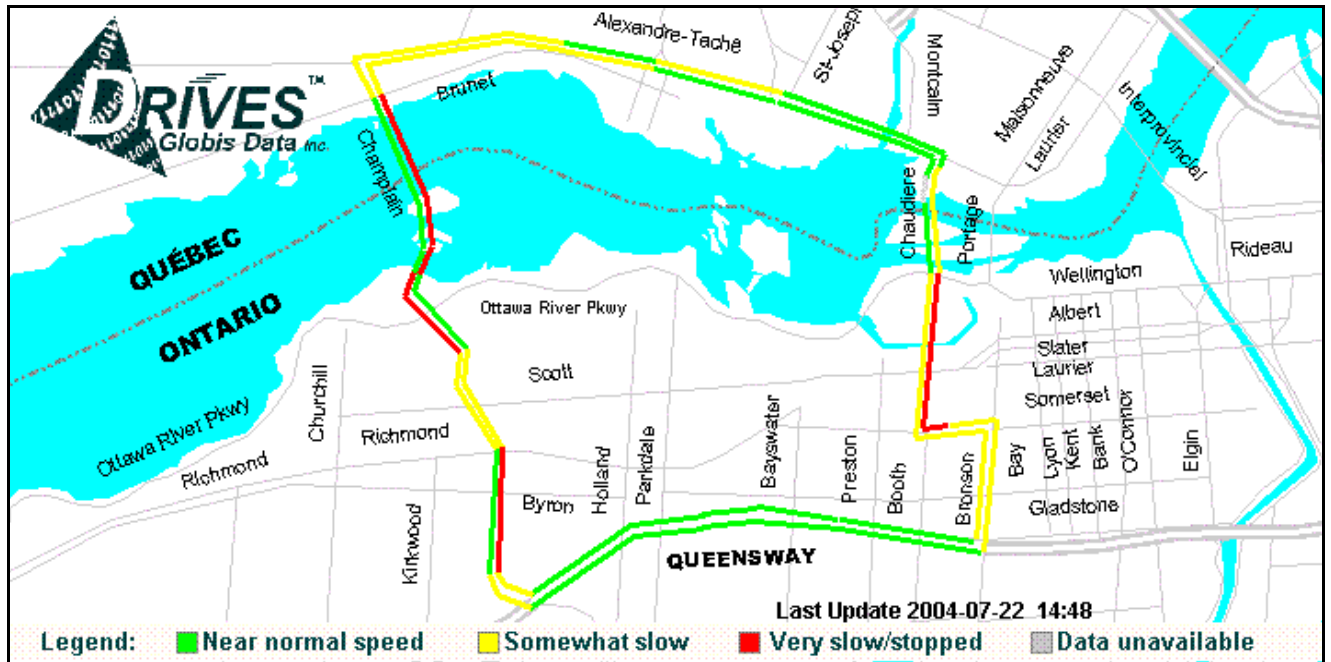 DRIVES™
Globis Data Inc.
Alexandre-Taché
St-Joseph
Montcalm
Maisonneuve
Laurier
Interprovincial
Brunet
Champlain
Chaudiere
Portage
QUÉBEC
ONTARIO
Rideau
Wellington
Ottawa River Pkwy
Albert
Slater
Laurier
Scott
Somerset
Churchill
Ottawa River Pkwy
Richmond
Richmond
Kirkwood
Byron
Holland
Parkdale
Bayswater
Preston
Booth
Bronson
Bay
Lyon
Kent
Bank
O'Connor
Elgin
Gladstone
QUEENSWAY
Last Update 2004-07-22 14:48
Legend: Near normal speed Somewhat slow Very slow/stopped Data unavailable